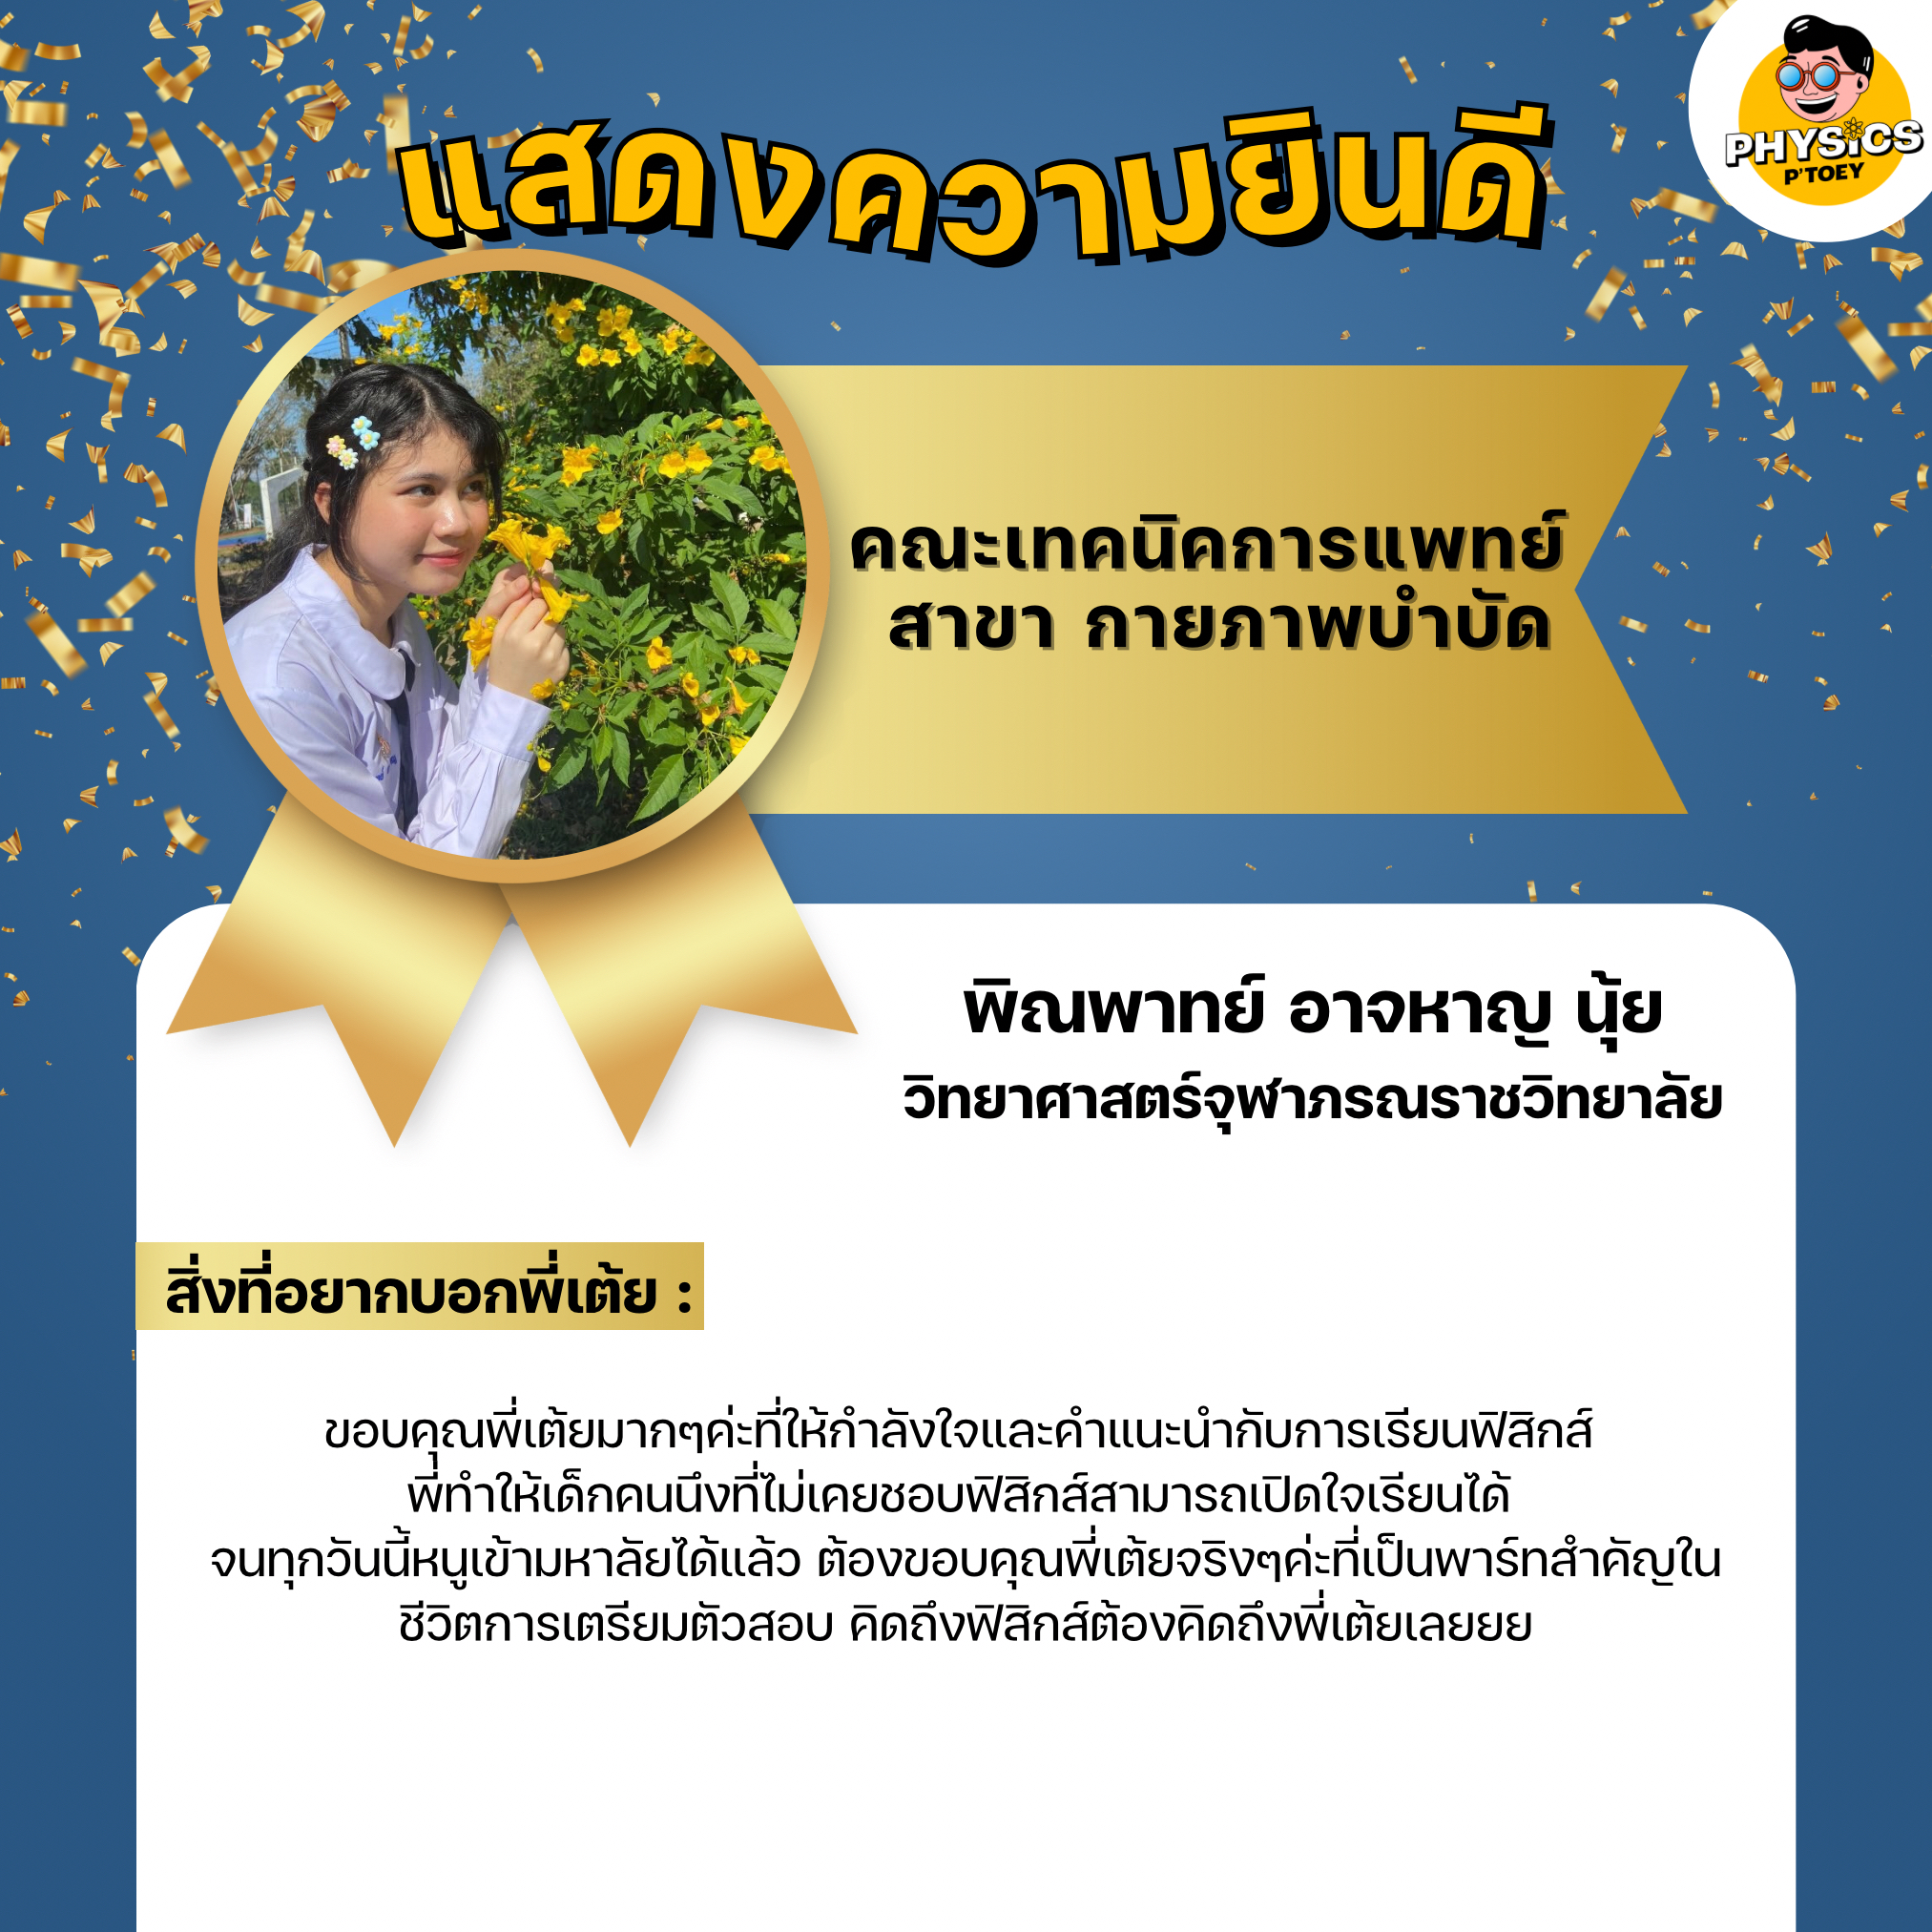 แสดงความยินดี
PHYSICS
P'TOEY
คณะเทคนิคการแพทย์
สาขา กายภาพบำบัด
พิณพาทย์ อาจหาญ นุ้ย
วิทยาศาสตร์จุฬาภรณราชวิทยาลัย
สิ่งที่อยากบอกพี่เต้ย :
ขอบคุณพี่เต้ยมากๆค่ะที่ให้กำลังใจและคำแนะนำกับการเรียนฟิสิกส์
พี่ทำให้เด็กคนนึงที่ไม่เคยชอบฟิสิกส์สามารถเปิดใจเรียนได้
จนทุกวันนี้หนูเข้ามหาลัยได้แล้ว ต้องขอบคุณพี่เต้ยจริงๆค่ะที่เป็นพาร์ทสำคัญใน
ชีวิตการเตรียมตัวสอบ คิดถึงฟิสิกส์ต้องคิดถึงพี่เต้ยเลยยย